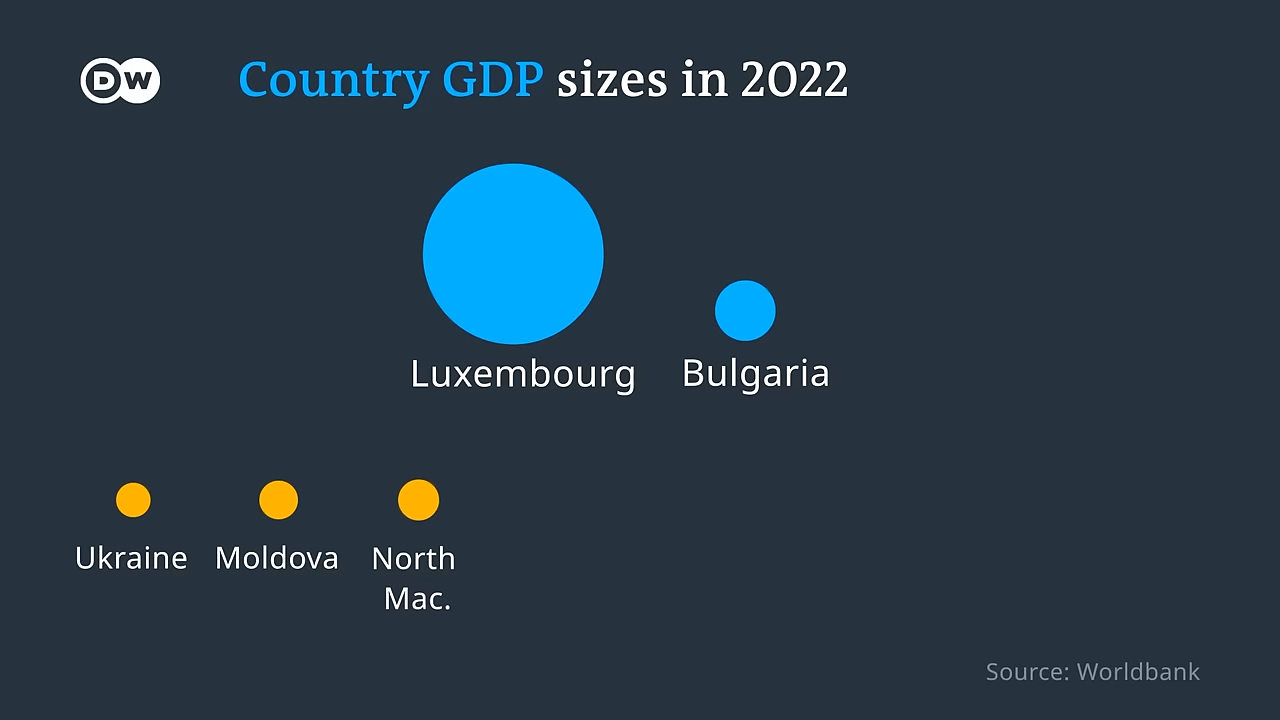 DW
Country GDP sizes in 2022
Luxembourg Bulgaria
Ukraine Moldova North
Mac.
Source: Worldbank